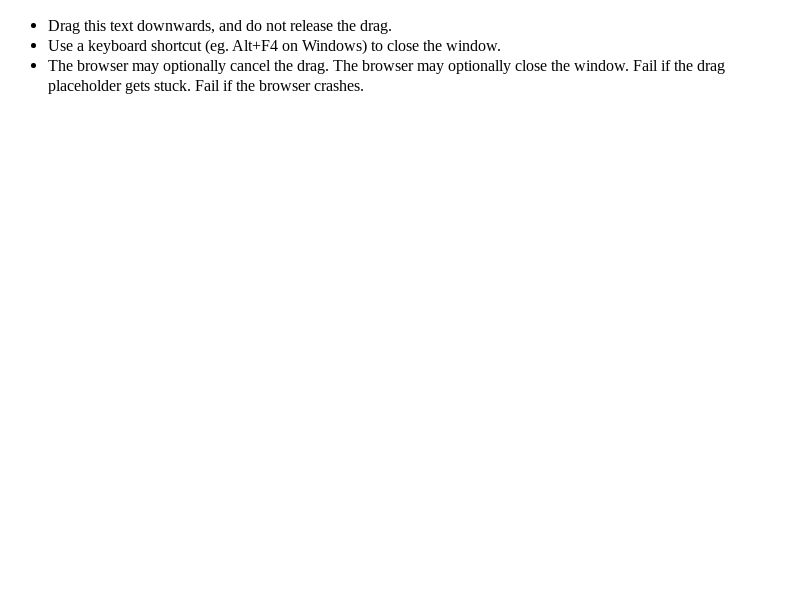 Drag this text downwards, and do not release the drag.
Use a keyboard shortcut (eg. Alt+F4 on Windows) to close the window.
The browser may optionally cancel the drag. The browser may optionally close the window. Fail if the drag
placeholder gets stuck. Fail if the browser crashes.